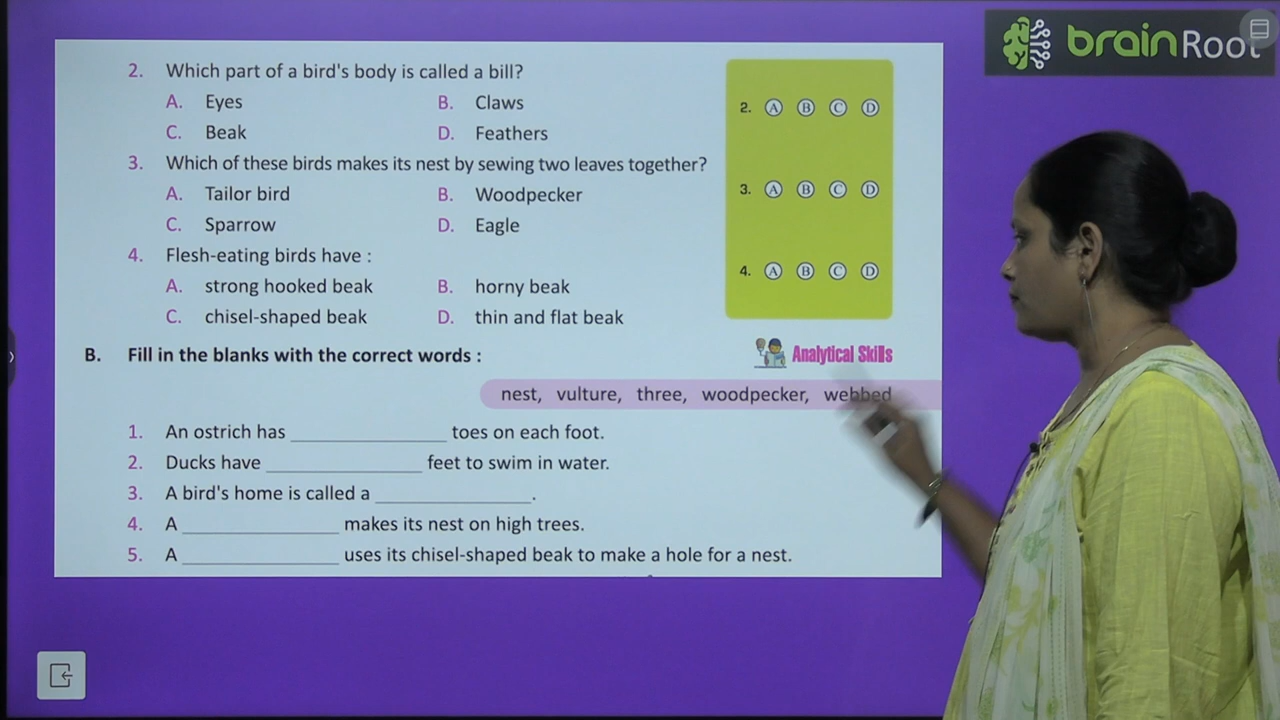 brainRoot
2. Which part of a bird's body is called a bill?
A. Eyes B. Claws
C. Beak D. Feathers
3. Which of these birds makes its nest by sewing two leaves together?
A. Tailor bird B. Woodpecker
C. Sparrow D. Eagle
4. Flesh-eating birds have :
A. strong hooked beak B. horny beak
C. chisel-shaped beak D. thin and flat beak
2. A B C D
3. A B C D
4. A B C D
B. Fill in the blanks with the correct words :
Analytical Skills
nest, vulture, three, woodpecker, webbed
1. An ostrich has ______________ toes on each foot.
2. Ducks have ______________ feet to swim in water.
3. A bird's home is called a ______________.
4. A ______________ makes its nest on high trees.
5. A ______________ uses its chisel-shaped beak to make a hole for a nest.